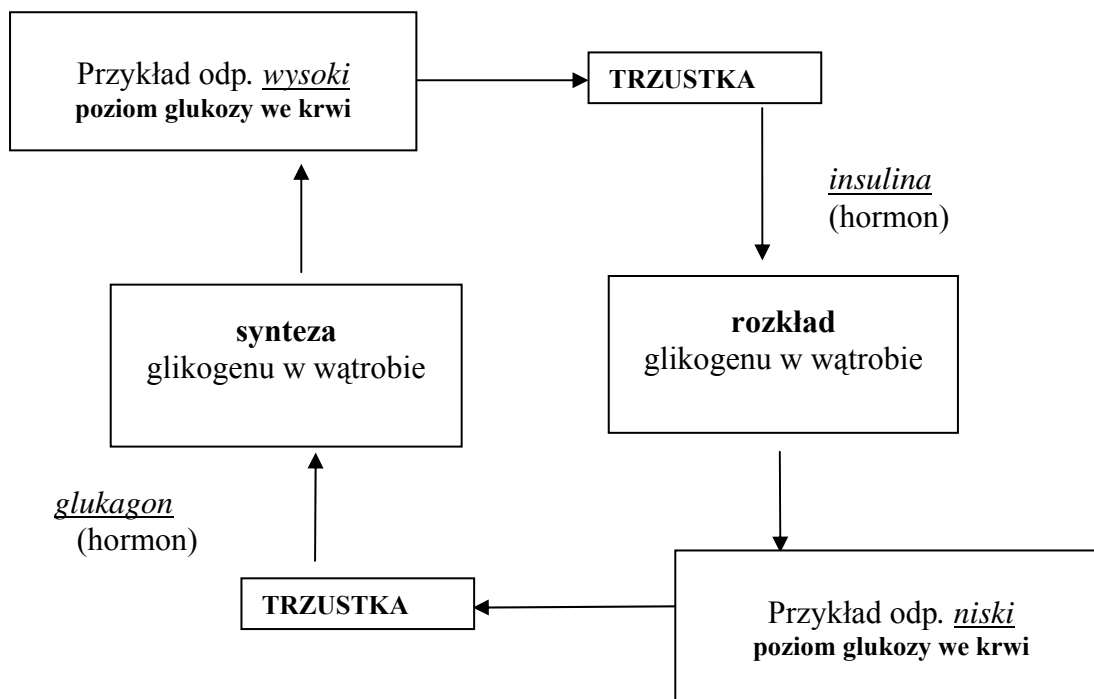 Przykład odp. wysoki
poziom glukozy we krwi
TRZUSTKA
insulina
(hormon)
synteza
glikogenu w wątrobie
rozkład
glikogenu w wątrobie
glukagon
(hormon)
TRZUSTKA
Przykład odp. niski
poziom glukozy we krwi